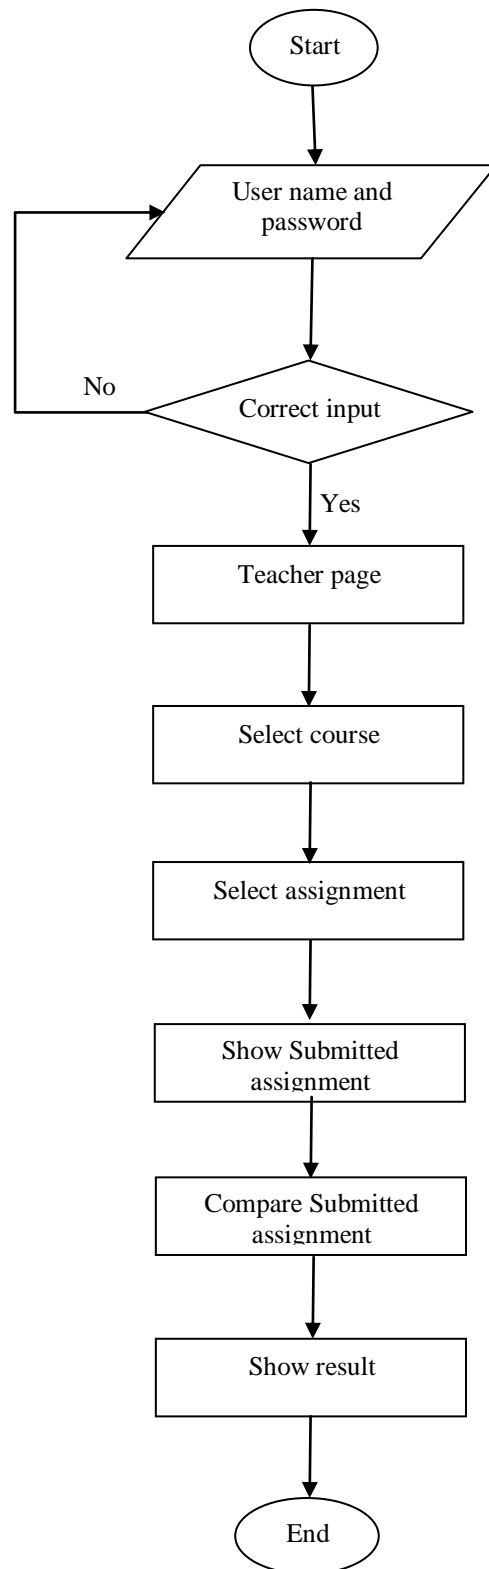 Start
User name and
password
No
Correct input
Yes
Teacher page
Select course
Select assignment
Show Submitted
assignment
Compare Submitted
assignment
Show result
End